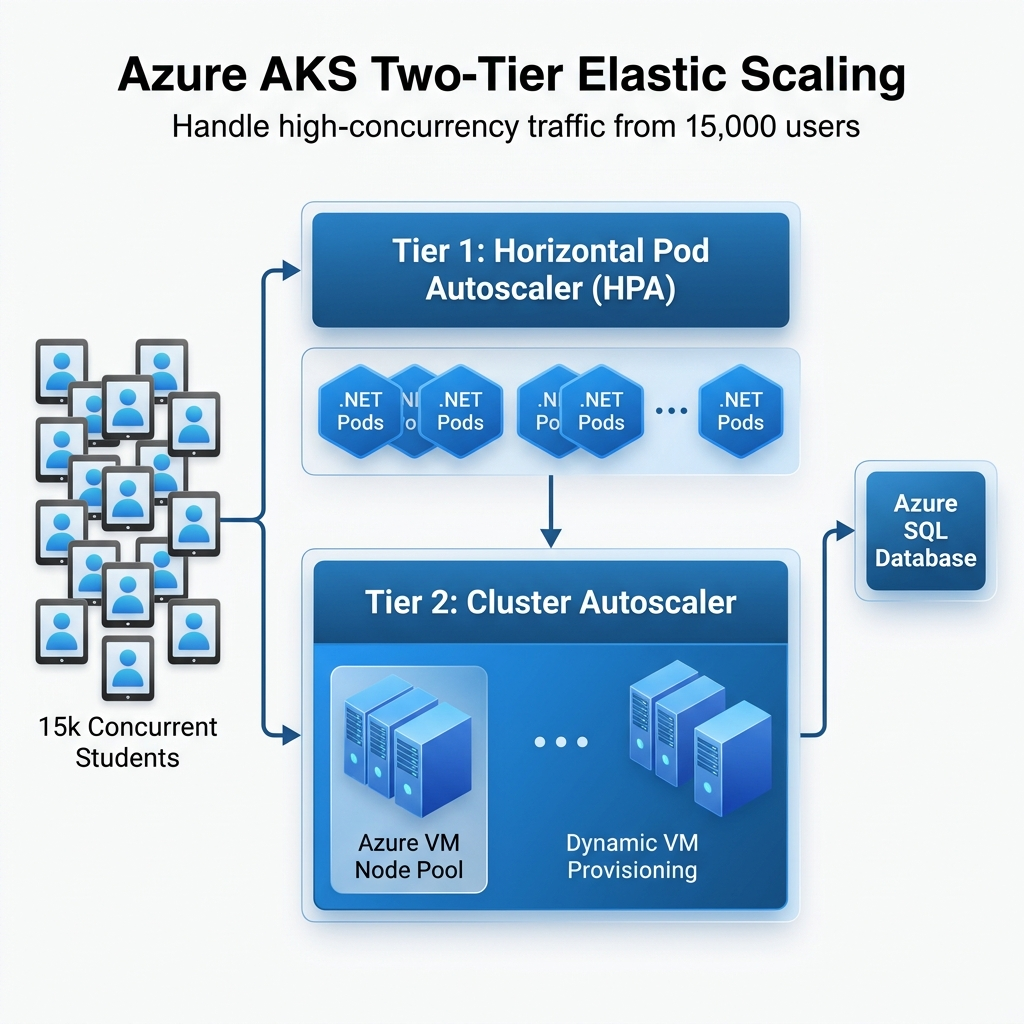 Azure AKS Two-Tier Elastic Scaling
Handle high-concurrency traffic from 15,000 users
Tier 1: Horizontal Pod
Autoscaler (HPA)
.NET
Pods
.NET
Pods
.NET
Pods
.NET
Pods
Azure
SQL
Database
Tier 2: Cluster Autoscaler
15k Concurrent
Students
Azure VM
Node Pool
Dynamic VM
Provisioning